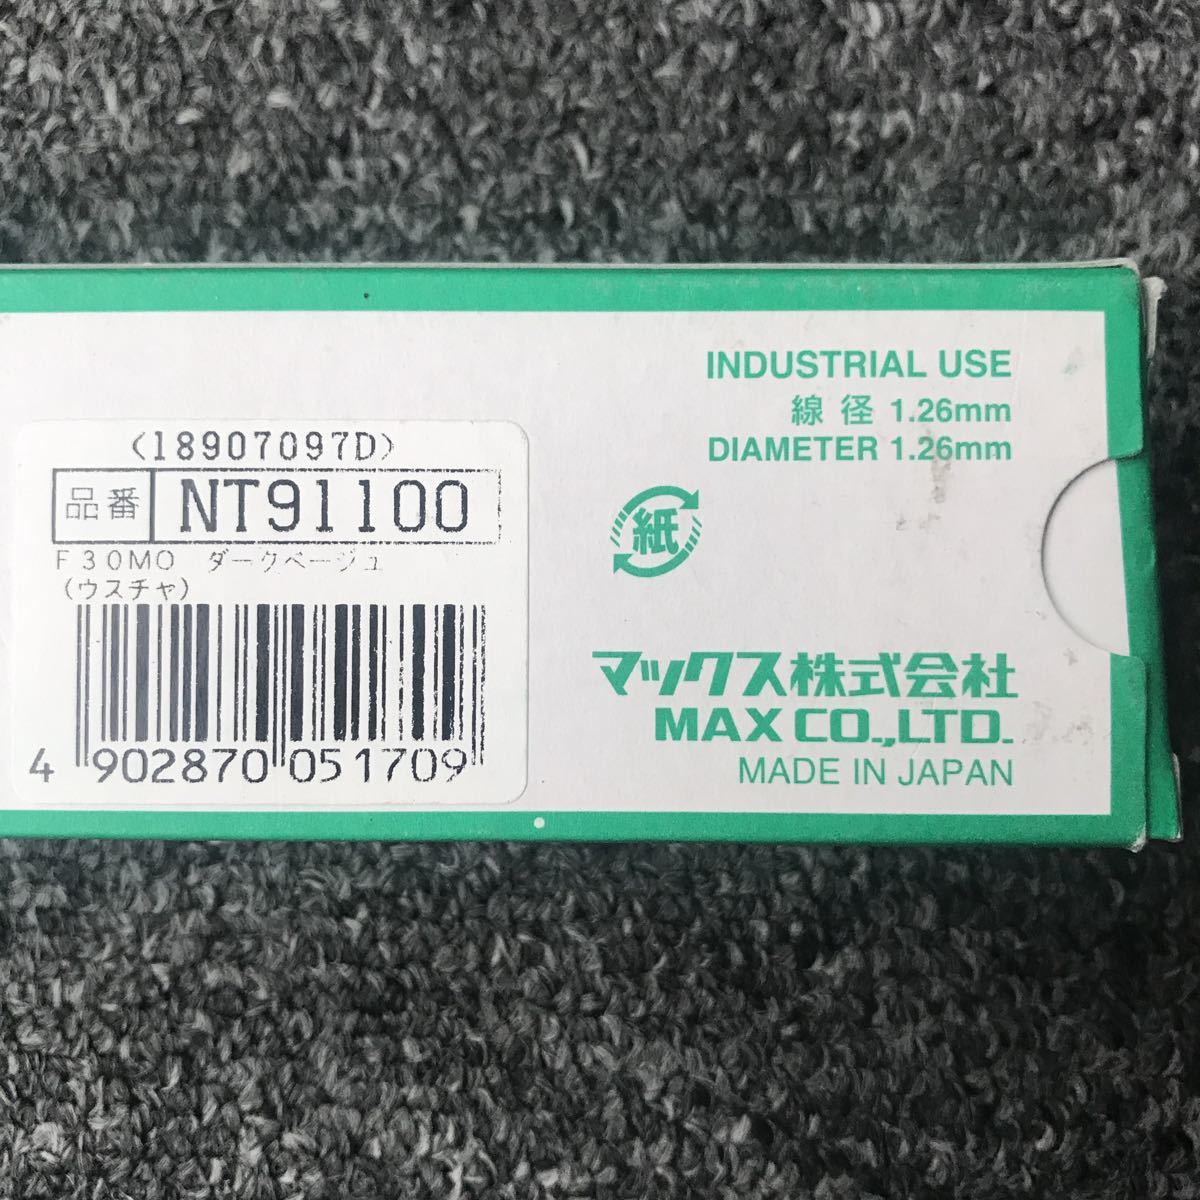 (18907097D)
品番 NT91100
F30MO ダークベージュ
(ウスチャ)
4 902870 051709
INDUSTRIAL USE
線径 1.26mm
DIAMETER 1.26mm
紙
マックス株式会社
MAX CO.,LTD.
MADE IN JAPAN